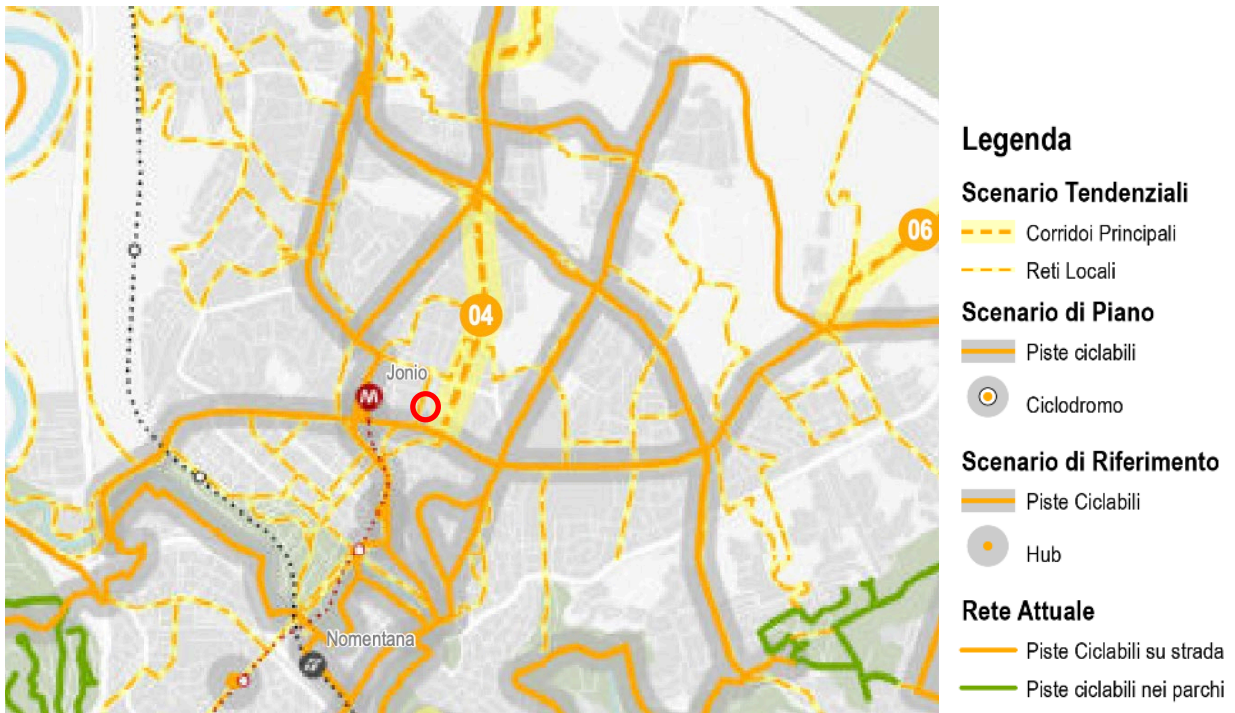 06
04
Jonio
M
Nomentana
Legenda
Scenario Tendenziali
Corridoi Principali
Reti Locali
Scenario di Piano
Piste ciclabili
Ciclodromo
Scenario di Riferimento
Piste Ciclabili
Hub
Rete Attuale
Piste Ciclabili su strada
Piste ciclabili nei parchi